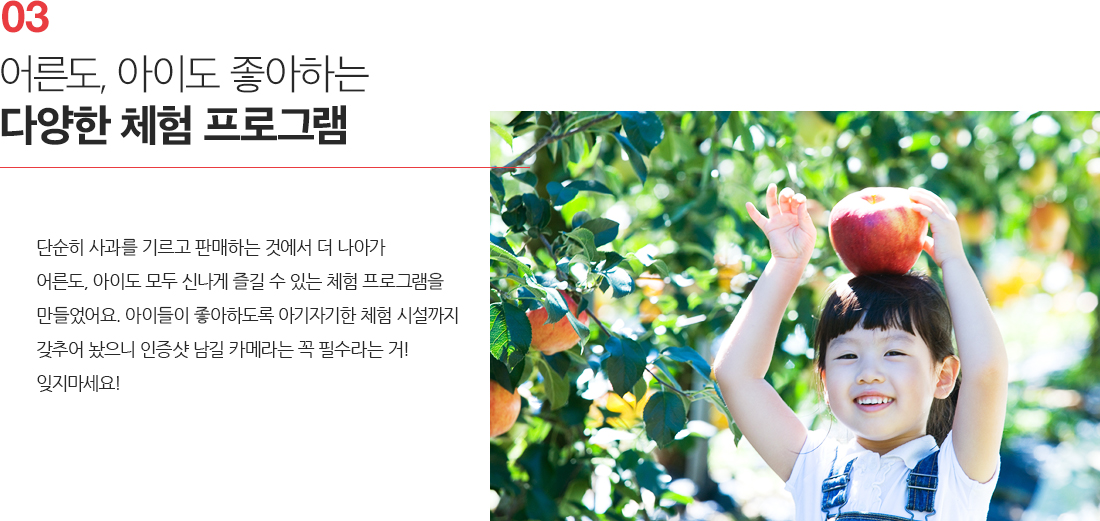 03
어른도, 아이도 좋아하는
다양한 체험 프로그램
단순히 사과를 기르고 판매하는 것에서 더 나아가
어른도, 아이도 모두 신나게 즐길 수 있는 체험 프로그램을
만들었어요. 아이들이 좋아하도록 아기자기한 체험 시설까지
갖추어 놨으니 인증샷 남길 카메라는 꼭 필수라는 거!
잊지마세요!